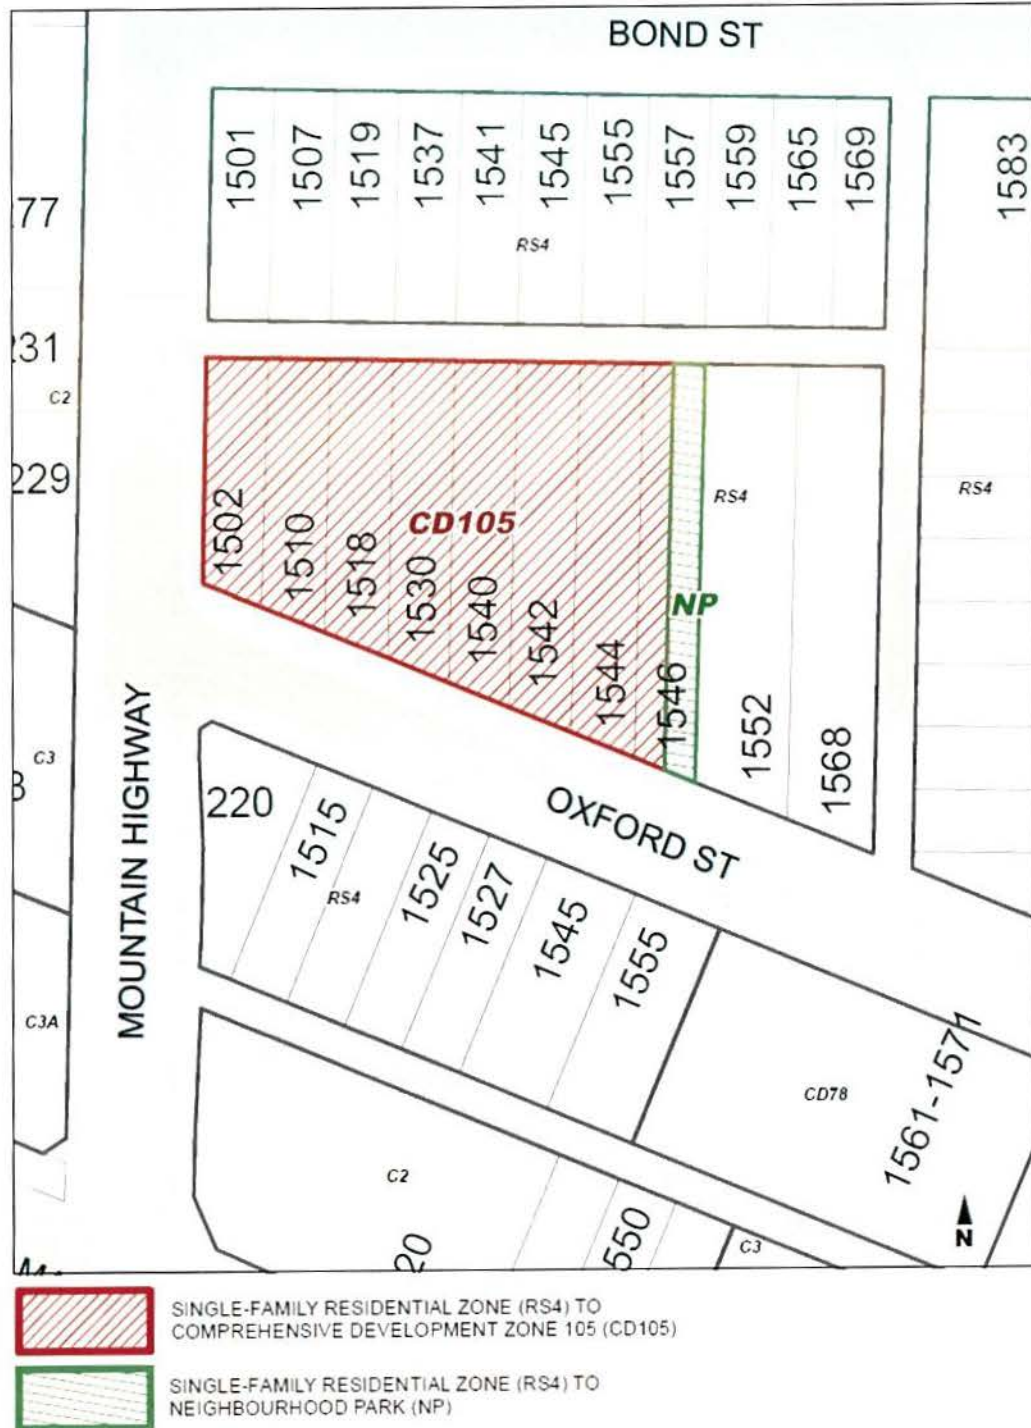 BOND ST
1501
1507
1519
1537
1541
1545
1555
1557
1559
1565
1569
1583
RS4
C2
229
1502
1510
1518
1530
1540
1542
1544
1546
1552
1568
CD105
NP
RS4
RS4
MOUNTAIN HIGHWAY
OXFORD ST
C3
220
1515
1525
1527
1545
1555
RS4
C3A
CD78
1561-1571
C2
C3
N
SINGLE-FAMILY RESIDENTIAL ZONE (RS4) TO
COMPREHENSIVE DEVELOPMENT ZONE 105 (CD105)
SINGLE-FAMILY RESIDENTIAL ZONE (RS4) TO
NEIGHBOURHOOD PARK (NP)